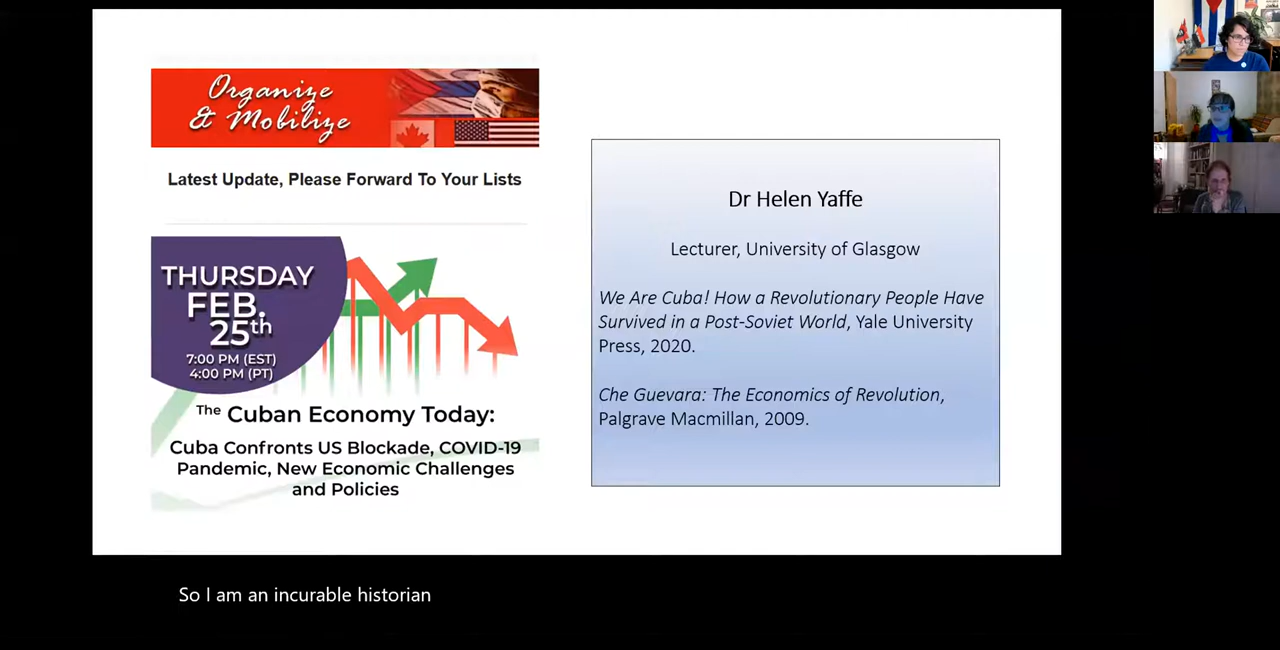 Organize
& Mobilize
Latest Update, Please Forward To Your Lists
THURSDAY
FEB.
25th
7:00 PM (EST)
4:00 PM (PT)
The Cuban Economy Today:
Cuba Confronts US Blockade, COVID-19
Pandemic, New Economic Challenges
and Policies
Dr Helen Yaffe
Lecturer, University of Glasgow
We Are Cuba! How a Revolutionary People Have
Survived in a Post-Soviet World, Yale University
Press, 2020.
Che Guevara: The Economics of Revolution,
Palgrave Macmillan, 2009.
So I am an incurable historian